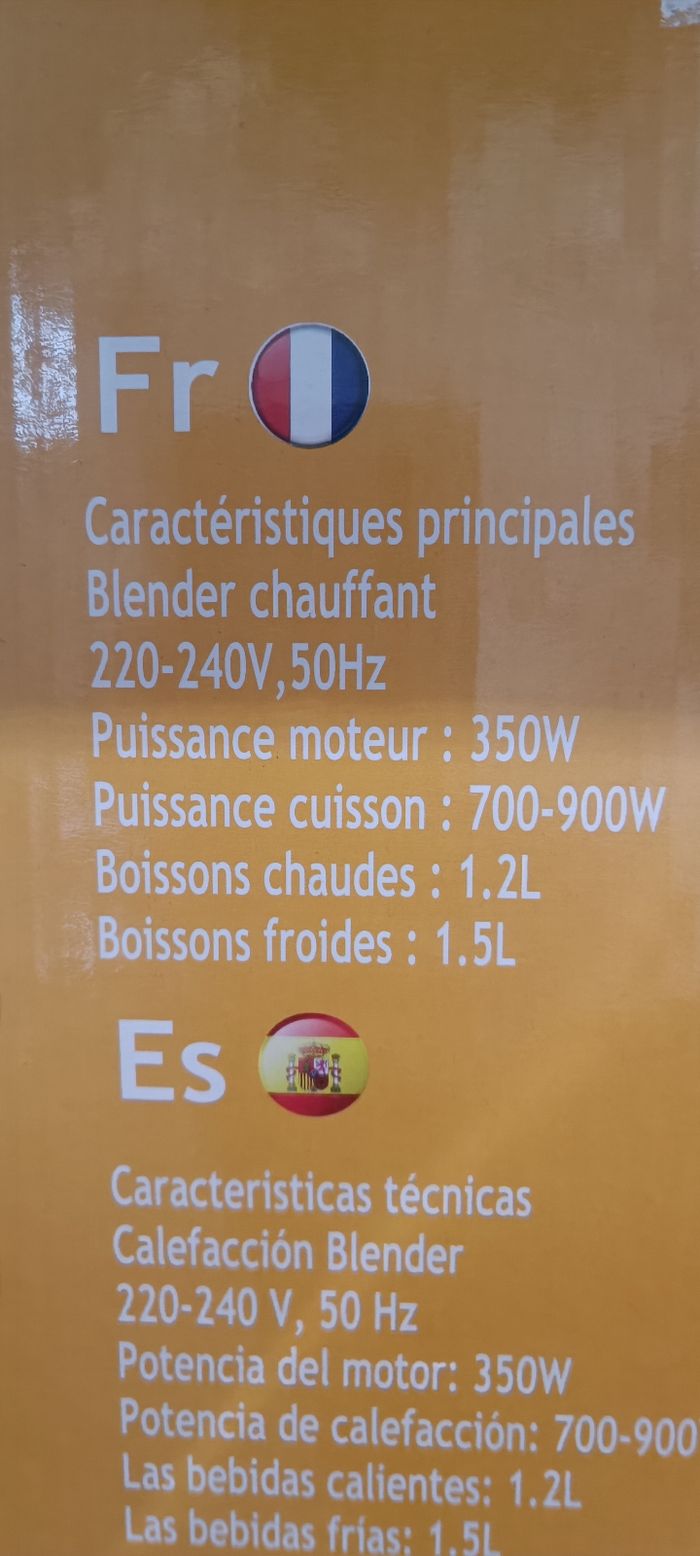 Fr
Caractéristiques principales
Blender chauffant
220-240V,50Hz
Puissance moteur : 350W
Puissance cuisson : 700-900W
Boissons chaudes : 1.2L
Boissons froides : 1.5L
Es
Caracteristicas técnicas
Calefacción Blender
220-240 V, 50 Hz
Potencia del motor: 350W
Potencia de calefacción: 700-900
Las bebidas calientes: 1.2L
Las bebidas frías: 1.5L